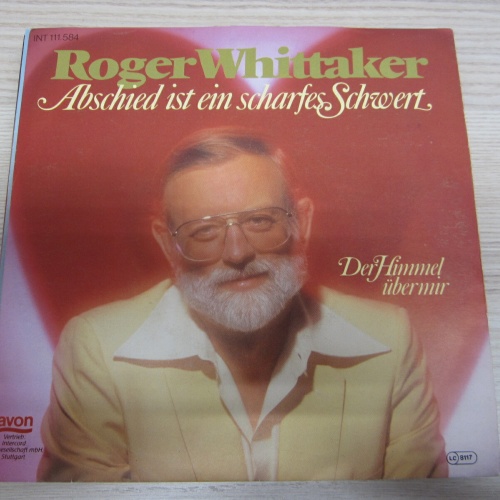 INT 111.584
Roger Whittaker
Abschied ist ein scharfes Schwert
Der Himmel
über mir
avon
Vertrieb
Intercord
mbH
Stuttgart
LC 8117